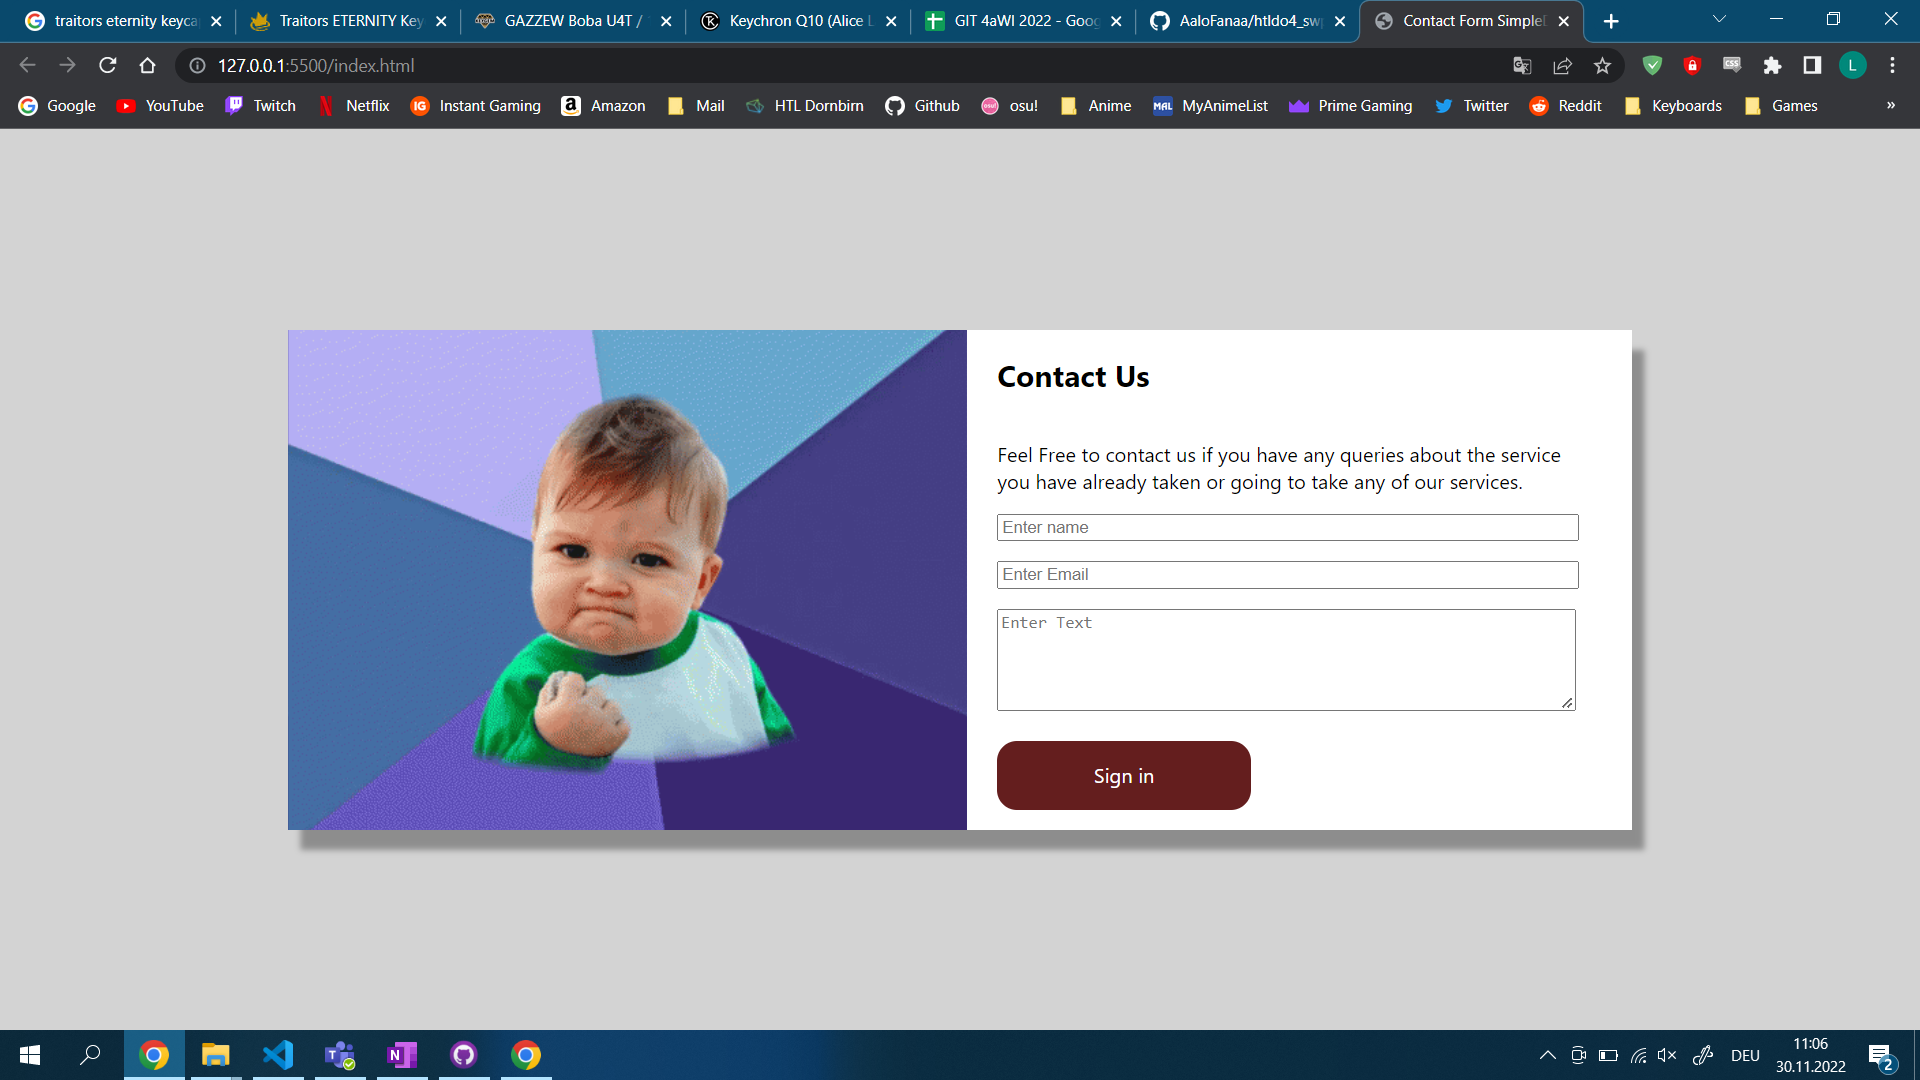 traitors eternity keyca
Traitors ETERNITY Key
GAZZEW Boba U4T /
Keychron Q10 (Alice L
GIT 4aWI 2022 - Goog
AaloFanaa/htldo4_swp
Contact Form SimpleD
127.0.0.1:5500/index.html
L
Google
YouTube
Twitch
Netflix
IG Instant Gaming
Amazon
Mail
HTL Dornbirn
Github
osu!
Anime
MAL MyAnimeList
Prime Gaming
Twitter
Reddit
Keyboards
Games
»
Contact Us
Feel Free to contact us if you have any queries about the service
you have already taken or going to take any of our services.
Enter name
Enter Email
Enter Text
Sign in
DEU
11:06
30.11.2022
2